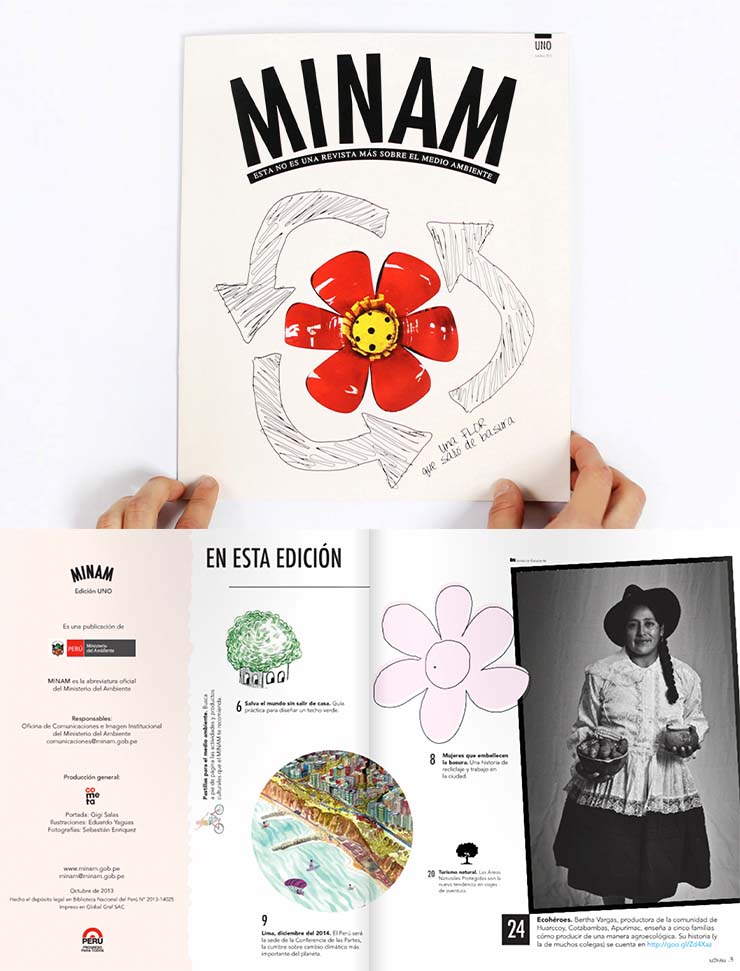 UNO
MINAM
ESTA NO ES UNA REVISTA MÁS SOBRE EL MEDIO AMBIENTE
una FLOR
que salió de basura
MINAM
Edición UNO
Es una publicación de
PERÚ
Ministerio
del Ambiente
MINAM es la abreviatura oficial
del Ministerio del Ambiente
Responsables:
Oficina de Comunicaciones e Imagen Institucional
del Ministerio del Ambiente
comunicaciones@minam.gob.pe
Producción general:
co
me
ta
Portada: Gigi Salas
Ilustraciones: Eduardo Yaguas
Fotografías: Sebastián Enriquez
www.minam.gob.pe
minam@minam.gob.pe
Octubre de 2013
Hecho el depósito legal en Biblioteca Nacional del Perú N° 2013-14025
Impresa en Global Graf SAC
PERÚ
PROGRESO
PARA TODOS
EN ESTA EDICIÓN
6 Salva el mundo sin salir de casa. Guía
práctica para diseñar un techo verde.
Pastillas para el medio ambiente. Busca
a pie de página las actividades y productos
culturales que el MINAM te recomienda.
9
Lima, diciembre del 2014. El Perú será
la sede de la Conferencia de las Partes,
la cumbre sobre cambio climático más
importante del planeta.
8 Mujeres que embellecen
la basura. Una historia de
reciclaje y trabajo en
la ciudad.
20 Turismo natural. Las Áreas
Naturales Protegidas son la
nueva tendencia en viajes
de aventura.
24 Ecohéroes. Bertha Vargas, productora de la comunidad de
Huarccoy, Cotabambas, Apurímac, enseña a cinco familias
cómo producir de una manera agroecológica. Su historia (y
la de muchos colegas) se cuenta en http://goo.gl/Zd4Xaz